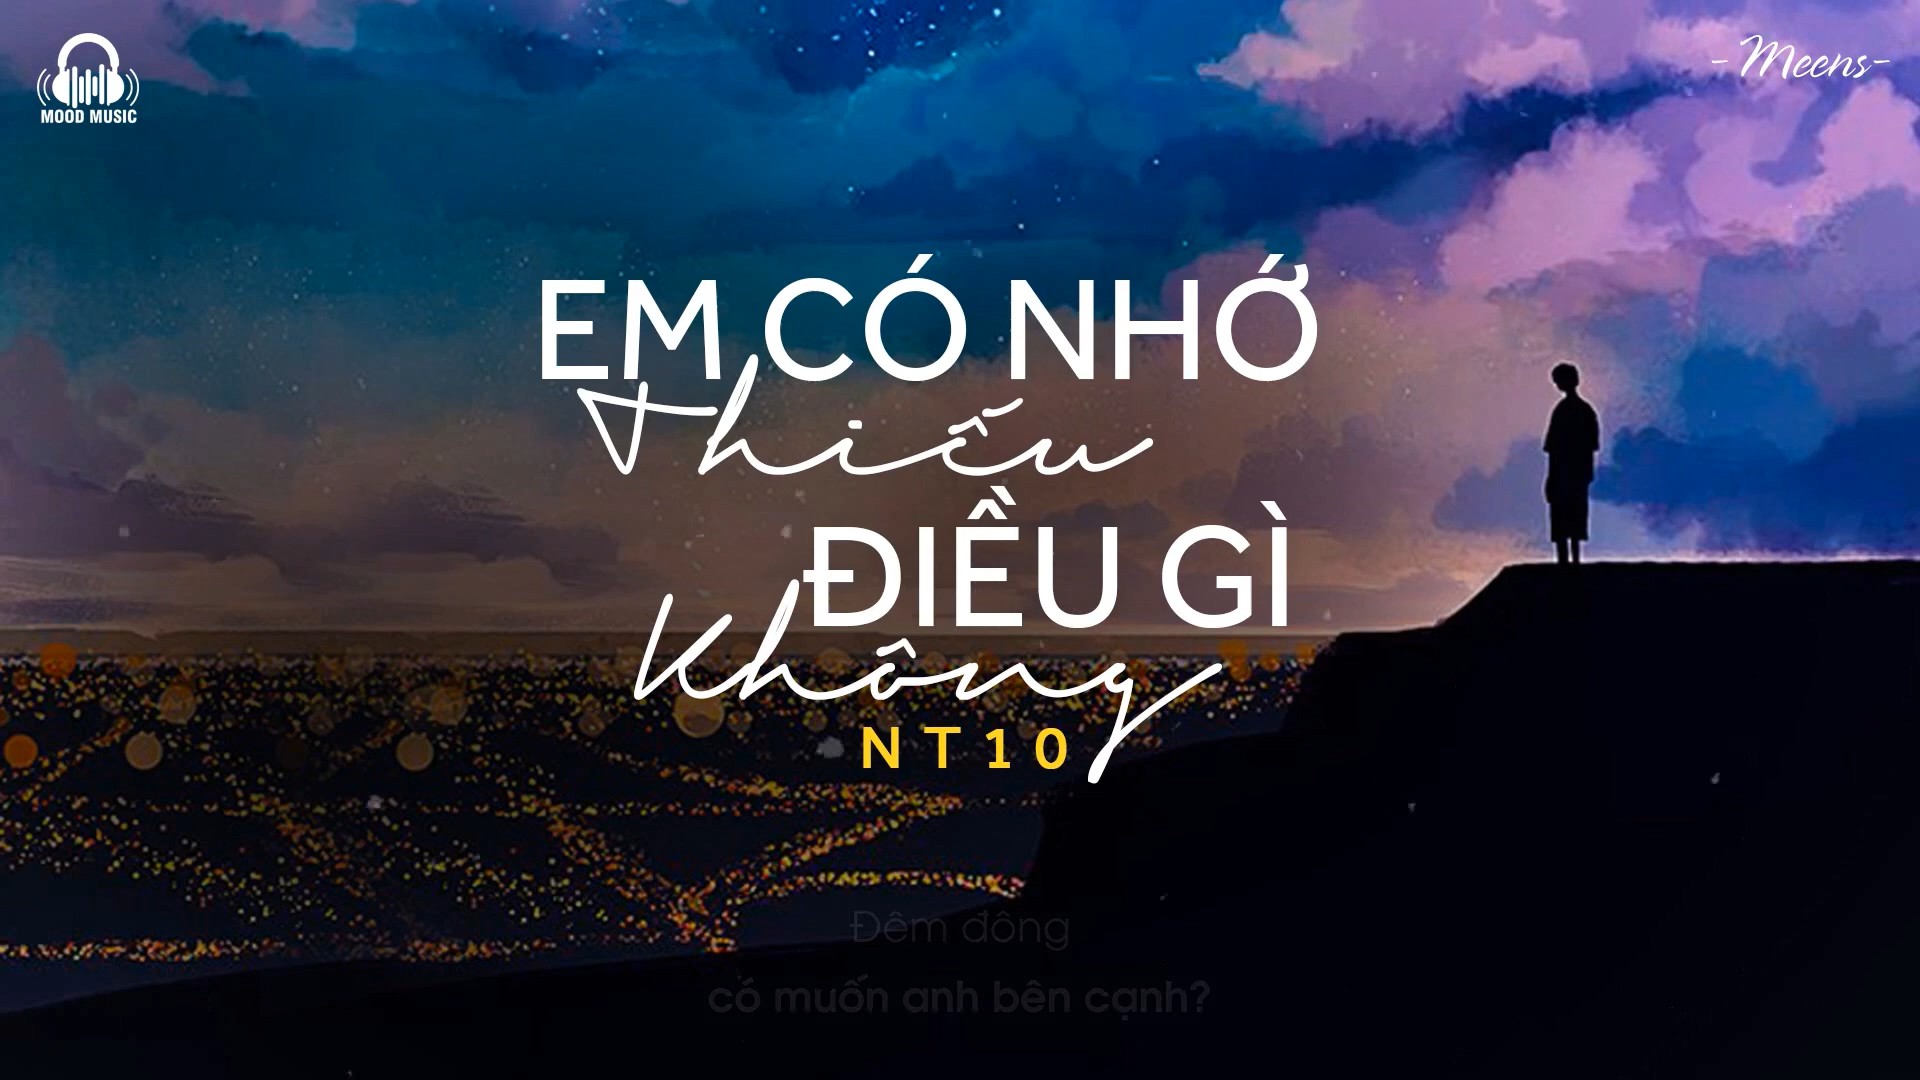 MOOD MUSIC
-Meens-
EM CÓ NHỚ
Thiếu
ĐIỀU GÌ
Không
NT10
Đêm đông
có muốn anh bên cạnh?